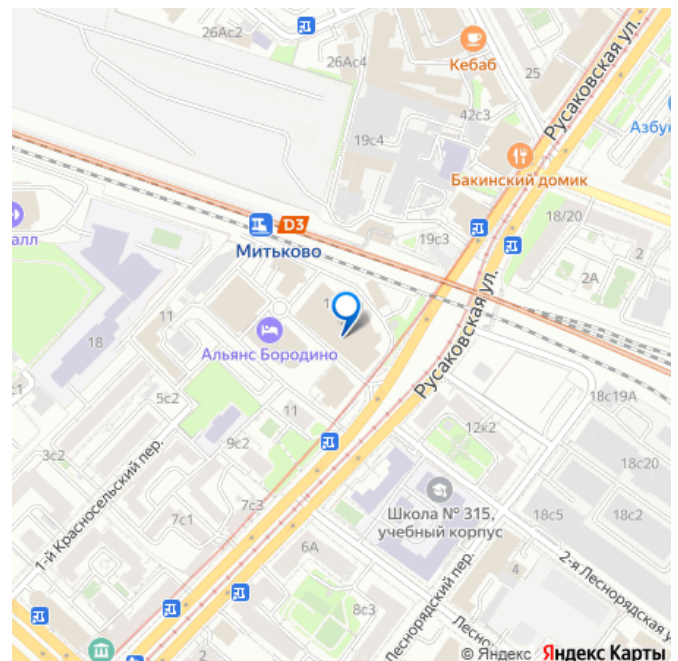 26Ас2
26Ас4
Кебаб
25
Русаковская ул.
42с3
19с4
Бакинский домик
D3
Митьково
19с3
18/20
2А
2
11
18
Альянс Бородино
Русаковская ул.
5с2
11
18с19А
3с2
9с2
12к2
18с20
1-й Красносельский пер.
7с3
7с1
Школа № 315,
учебный корпус
18с5
18с2
6А
4
2-я Леснорядская
8с3
Леснорядский пер.
© Яндекс Яндекс Карты